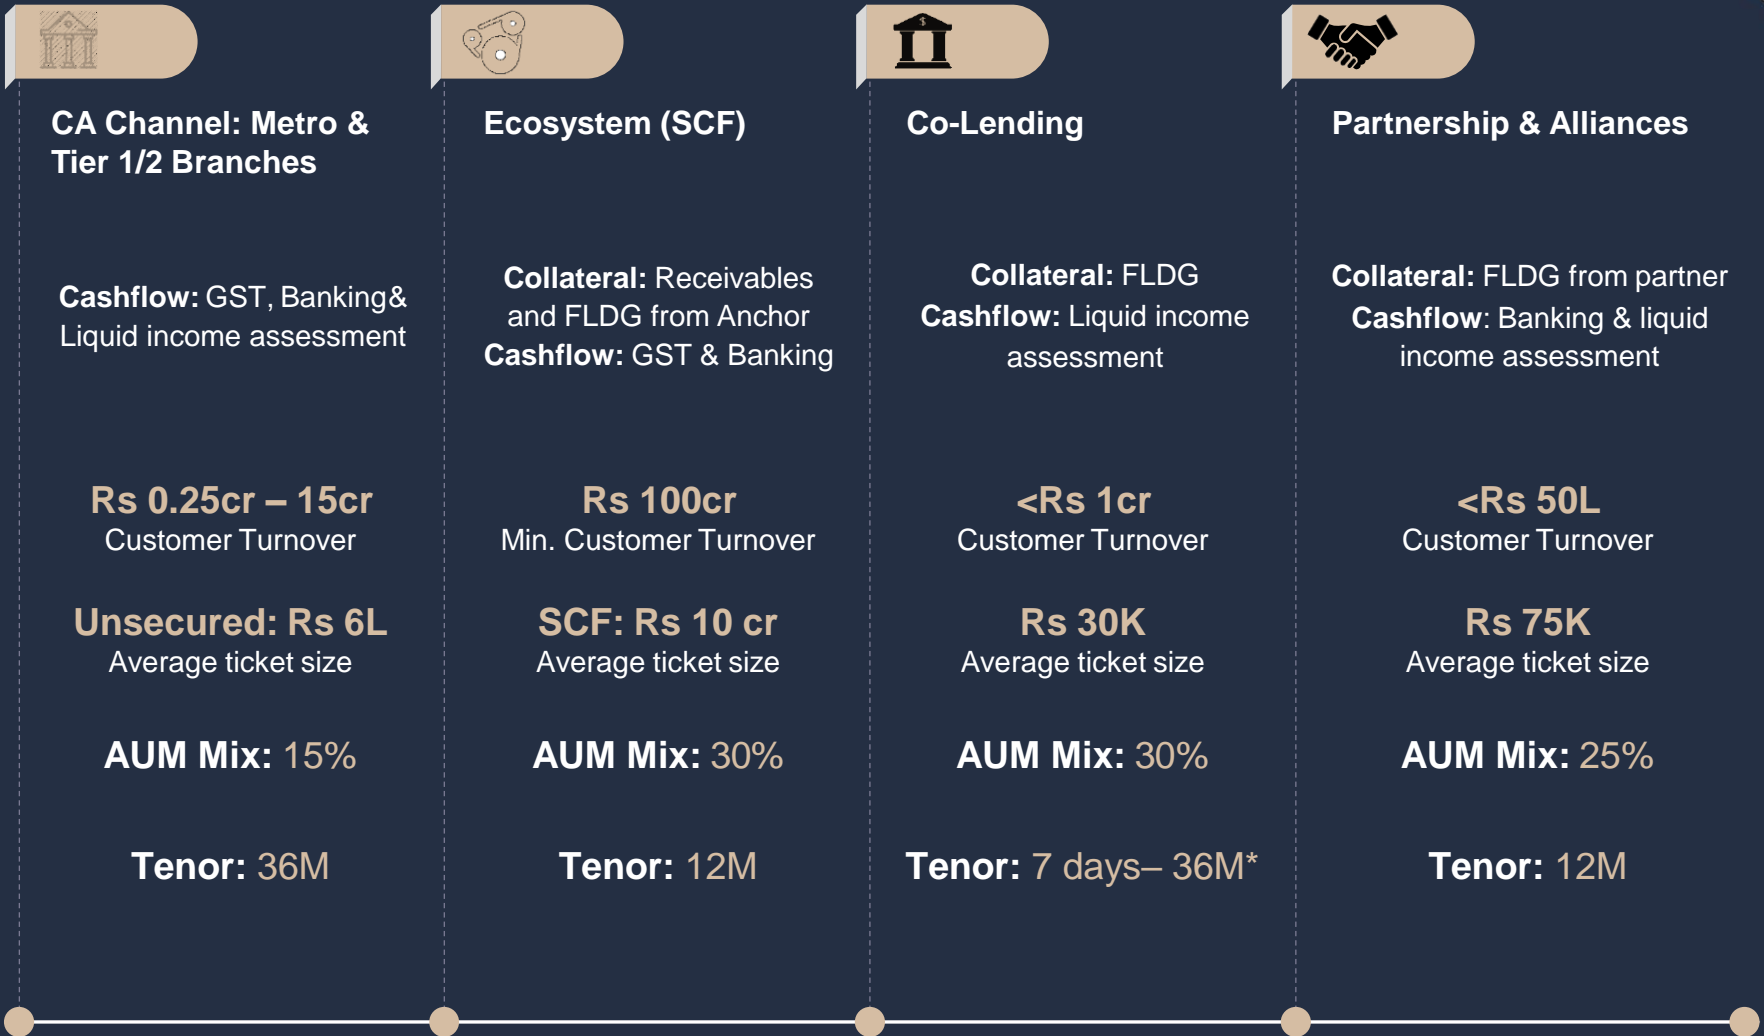 CA Channel: Metro &
Tier 1/2 Branches
Cashflow: GST, Banking&
Liquid income assessment
Rs 0.25cr – 15cr
Customer Turnover
Unsecured: Rs 6L
Average ticket size
AUM Mix: 15%
Tenor: 36M
Ecosystem (SCF)
Collateral: Receivables
and FLDG from Anchor
Cashflow: GST & Banking
Rs 100cr
Min. Customer Turnover
SCF: Rs 10 cr
Average ticket size
AUM Mix: 30%
Tenor: 12M
Co-Lending
Collateral: FLDG
Cashflow: Liquid income
assessment
<Rs 1cr
Customer Turnover
Rs 30K
Average ticket size
AUM Mix: 30%
Tenor: 7 days– 36M*
Partnership & Alliances
Collateral: FLDG from partner
Cashflow: Banking & liquid
income assessment
<Rs 50L
Customer Turnover
Rs 75K
Average ticket size
AUM Mix: 25%
Tenor: 12M